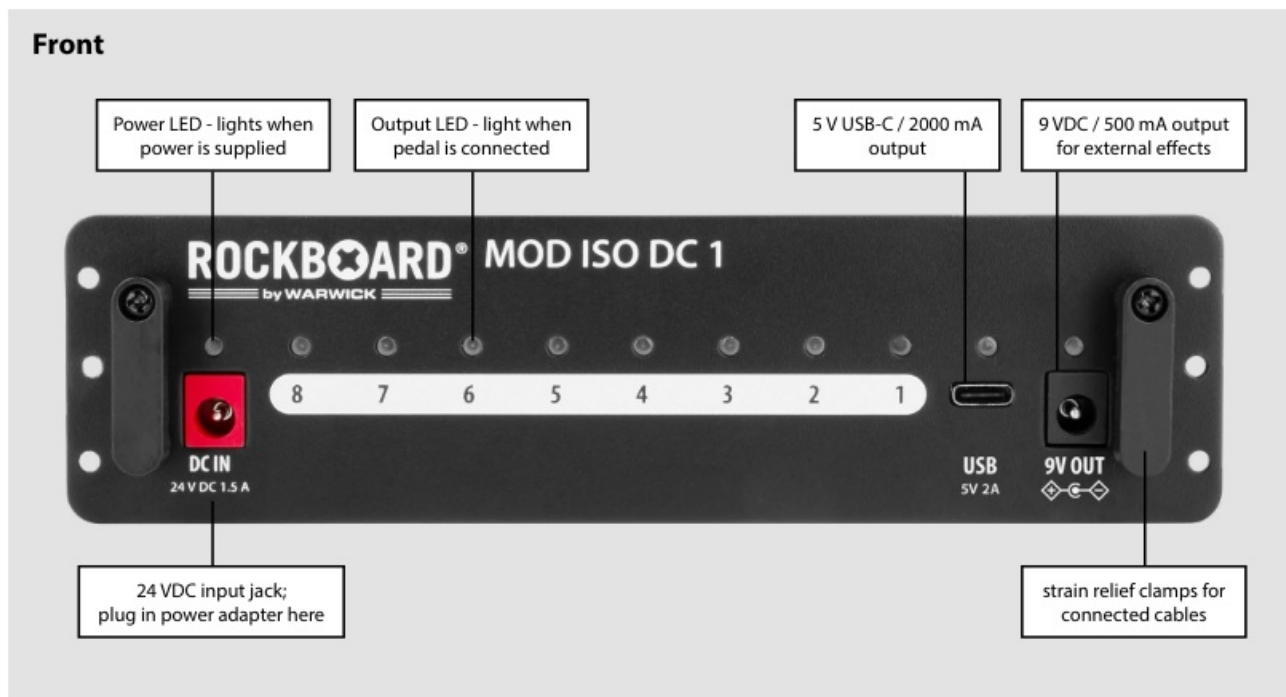 Front
Power LED - lights when
power is supplied
Output LED - light when
pedal is connected
5 V USB-C / 2000 mA
output
9 VDC / 500 mA output
for external effects
ROCKBOARD® MOD ISO DC 1
by WARWICK
8 7 6 5 4 3 2 1
DC IN
24 V DC 1.5 A
USB
5V 2A
9V OUT
24 VDC input jack;
plug in power adapter here
strain relief clamps for
connected cables